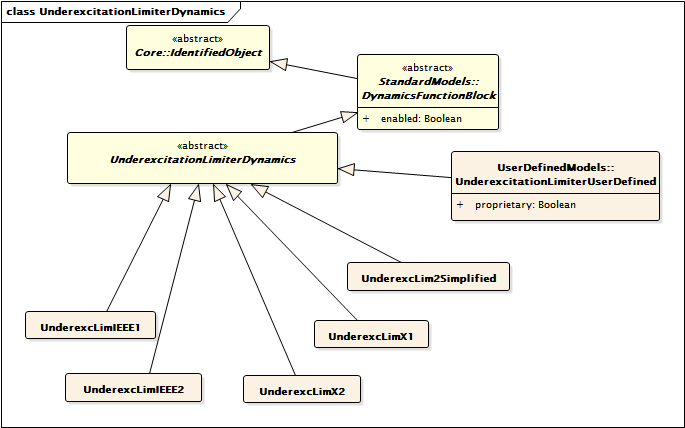 class UnderexcitationLimiterDynamics
«abstract»
Core::IdentifiedObject
«abstract»
StandardModels::
DynamicsFunctionBlock
+ enabled: Boolean
«abstract»
UnderexcitationLimiterDynamics
UserDefinedModels::
UnderexcitationLimiterUserDefined
+ proprietary: Boolean
UnderexcLim2Simplified
UnderexcLimIEEE1
UnderexcLimX1
UnderexcLimIEEE2
UnderexcLimX2